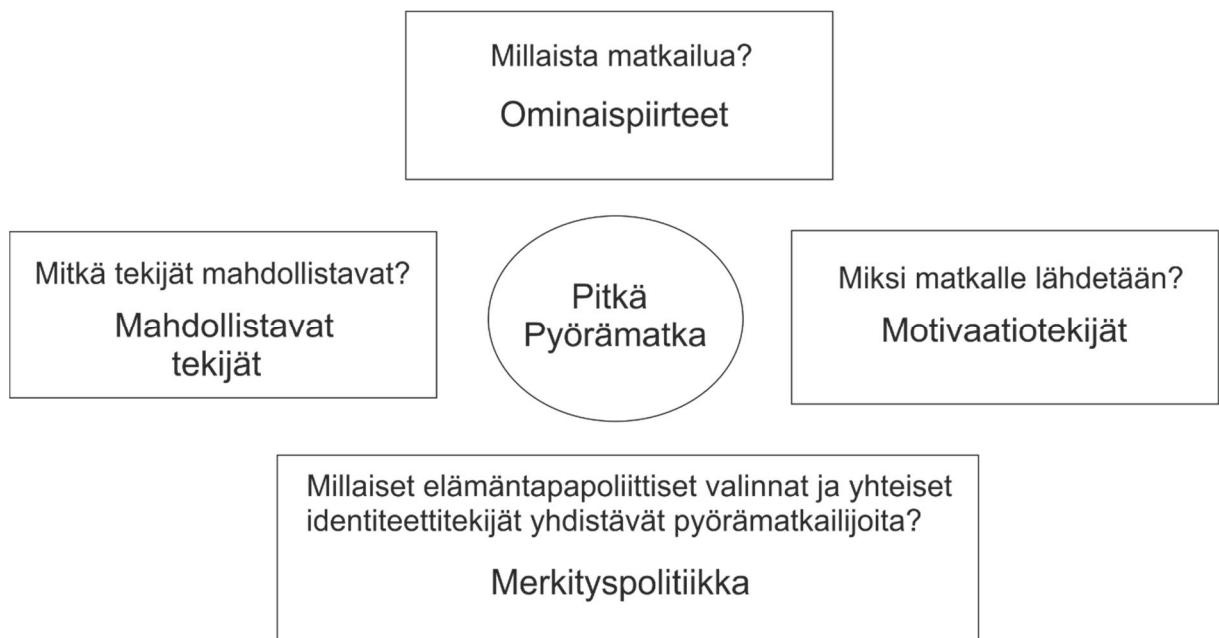 Millaista matkailua?
Ominaispiirteet
Mitkä tekijät mahdollistavat?
Mahdollistavat
tekijät
Pitkä
Pyörämatka
Miksi matkalle lähdetään?
Motivaatiotekijät
Millaiset elämäntapapoliittiset valinnat ja yhteiset
identiteettitekijät yhdistävät pyörämatkailijoita?
Merkityspolitiikka